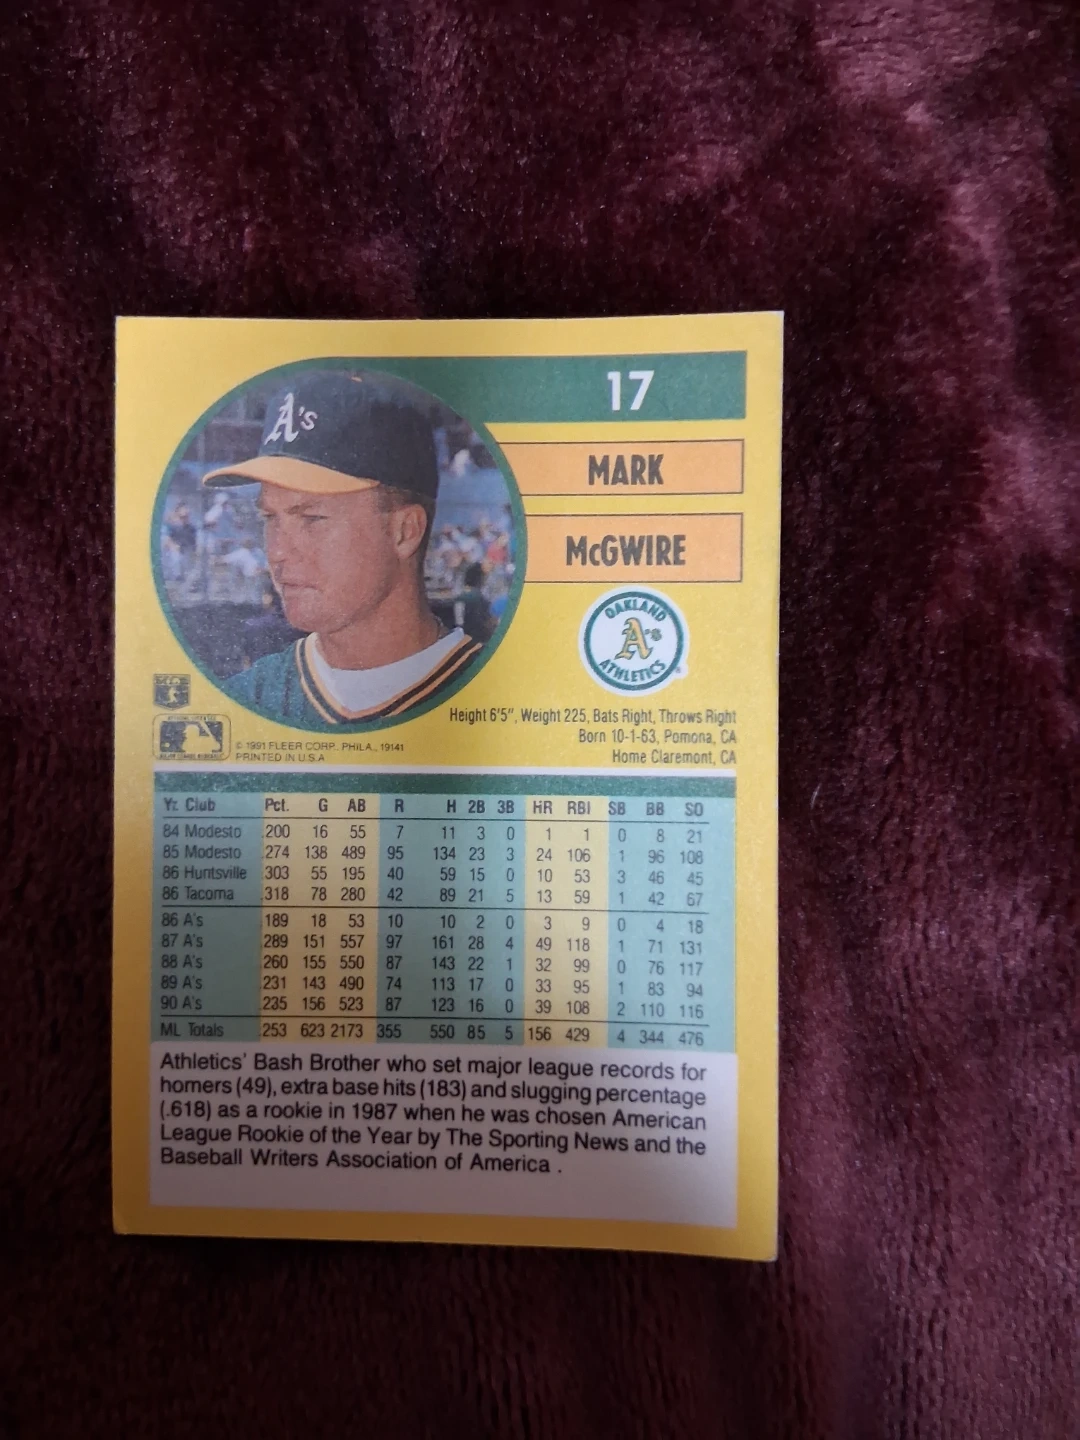 17
MARK
McGWIRE
A's
OAKLAND
A's
ATHLETICS
Height 6'5", Weight 225, Bats Right, Throws Right
Born 10-1-63, Pomona, CA
Home Claremont, CA
© 1991 FLEER CORP., PHILA., 19141
PRINTED IN U.S.A
Yr. Club Pct. G AB R H 2B 3B HR RBI SB BB SO
84 Modesto .200 16 55 7 11 3 0 1 1 0 8 21
85 Modesto .274 138 489 95 134 23 3 24 106 1 96 108
86 Huntsville .303 55 195 40 59 15 0 10 53 3 46 45
86 Tacoma .318 78 280 42 89 21 5 13 59 1 42 67
86 A's .189 18 53 10 10 2 0 3 9 0 4 18
87 A's .289 151 557 97 161 28 4 49 118 1 71 131
88 A's .260 155 550 87 143 22 1 32 99 0 76 117
89 A's .231 143 490 74 113 17 0 33 95 1 83 94
90 A's .235 156 523 87 123 16 0 39 108 2 110 116
ML Totals .253 623 2173 355 550 85 5 156 429 4 344 476
Athletics' Bash Brother who set major league records for
homers (49), extra base hits (183) and slugging percentage
(.618) as a rookie in 1987 when he was chosen American
League Rookie of the Year by The Sporting News and the
Baseball Writers Association of America .